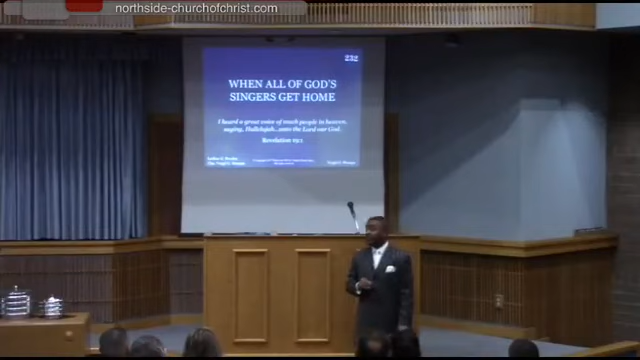 northside-churchofchrist.com
232
WHEN ALL OF GOD'S
SINGERS GET HOME
I heard a great voice of much people in heaven,
saying, Hallelujah...unto the Lord our God.
Revelation 19:1